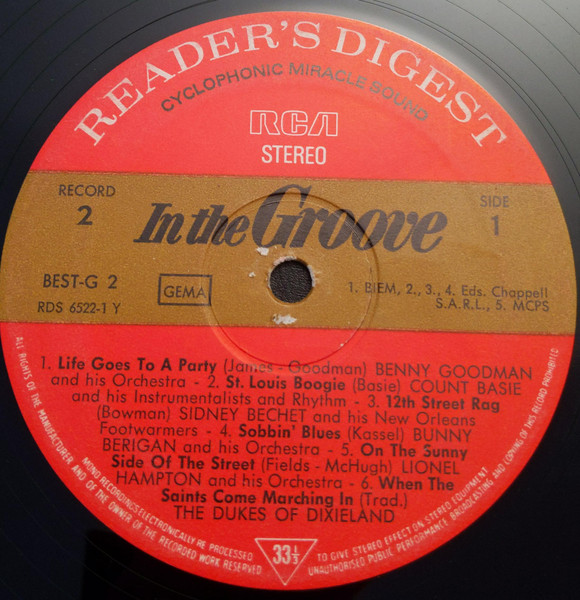 READER'S DIGEST
CYCLOPHONIC MIRACLE SOUND
RCA
STEREO
RECORD
2
In the Groove
SIDE
1
BEST-G 2
RDS 6522-1 Y
GEMA
1. BIEM, 2., 3., 4. Eds. Chappell
S.A.R.L., 5. MCPS
1. Life Goes To A Party (James - Goodman) BENNY GOODMAN
and his Orchestra - 2. St. Louis Boogie (Basie) COUNT BASIE
and his Instrumentalists and Rhythm - 3. 12th Street Rag
(Bowman) SIDNEY BECHET and his New Orleans
Footwarmers - 4. Sobbin' Blues (Kassel) BUNNY
BERIGAN and his Orchestra - 5. On The Sunny
Side Of The Street (Fields - McHugh) LIONEL
HAMPTON and his Orchestra - 6. When The
Saints Come Marching In (Trad.)
THE DUKES OF DIXIELAND
ALL RIGHTS OF THE MANUFACTURER AND OF THE OWNER OF THE RECORDED WORK RESERVED
MONO RECORDINGS ELECTRONICALLY REPROCESSED
33⅓
TO GIVE STEREO EFFECT ON STEREO EQUIPMENT
UNAUTHORISED PUBLIC PERFORMANCE BROADCASTING AND COPYING OF THIS RECORD PROHIBITED